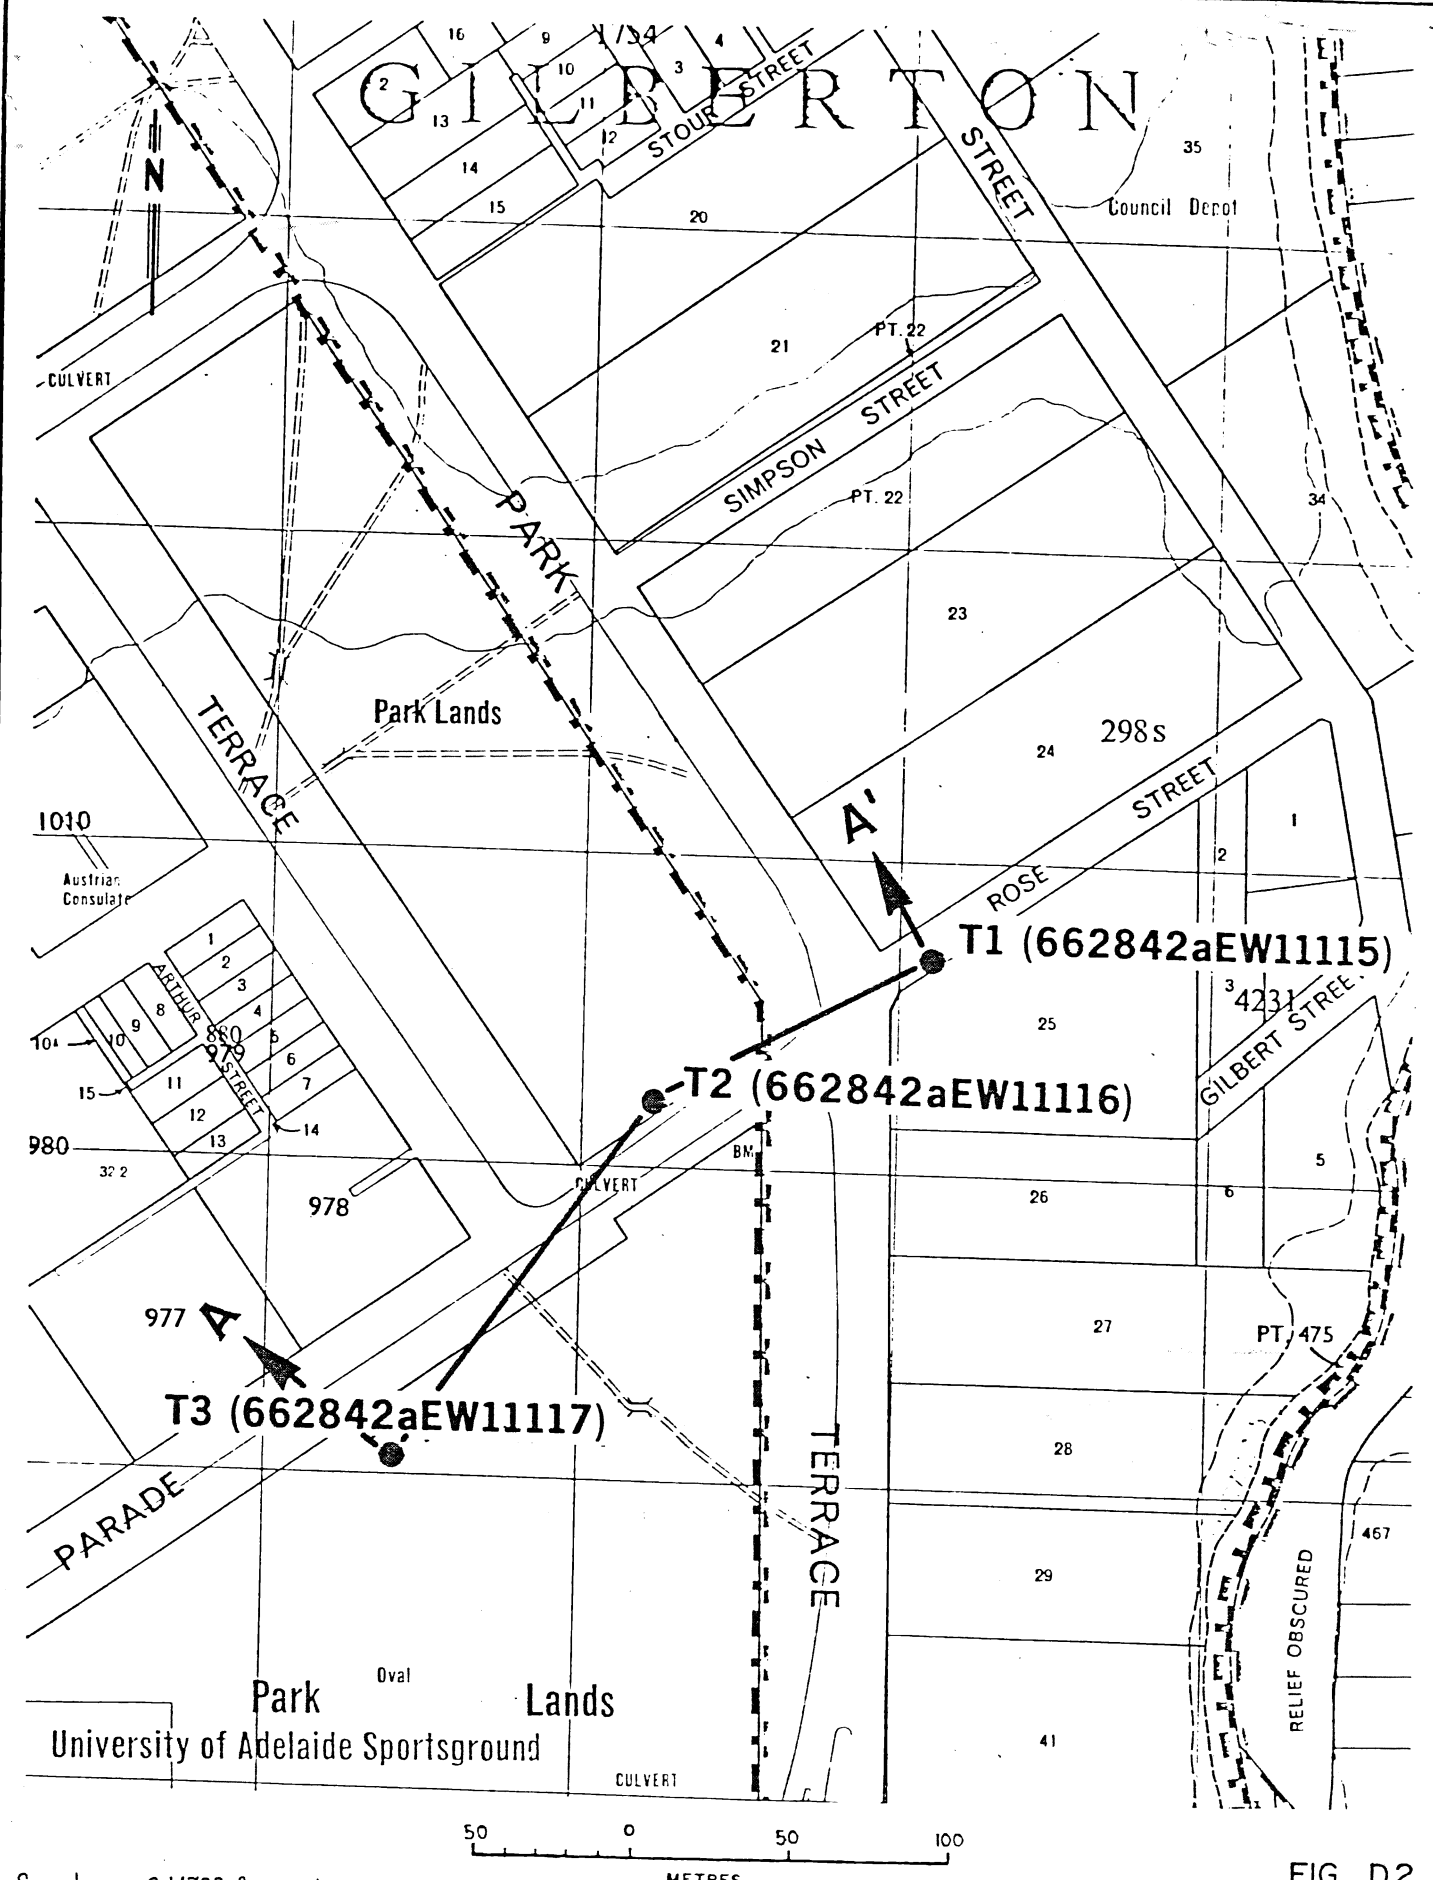 16
9
1754
4
3
2
10
GILBERTON
STREET
11
13
12
STOUR
14
15
N
20
STREET
35
Council Depot
CULVERT
21
PT. 22
SIMPSON STREET
PT. 22
34
PARK
23
TERRACE
Park Lands
24
298s
1010
A'
ROSE STREET
1
2
Austrian
Consulate
T1 (662842aEW11115)
1
2
3
4
5
6
7
ARTHUR STREET
8
9
10
10A
880
979
11
12
13
14
15
3
4231
25
GILBERT STREET
T2 (662842aEW11116)
980
32 2
BM
CULVERT
978
26
6
5
977
A
27
PT. 475
T3 (662842aEW11117)
28
PARADE
TERRACE
29
467
RELIEF OBSCURED
Oval
Park Lands
University of Adelaide Sportsground
41
CULVERT
50 0 50 100
METRES
FIG. D2